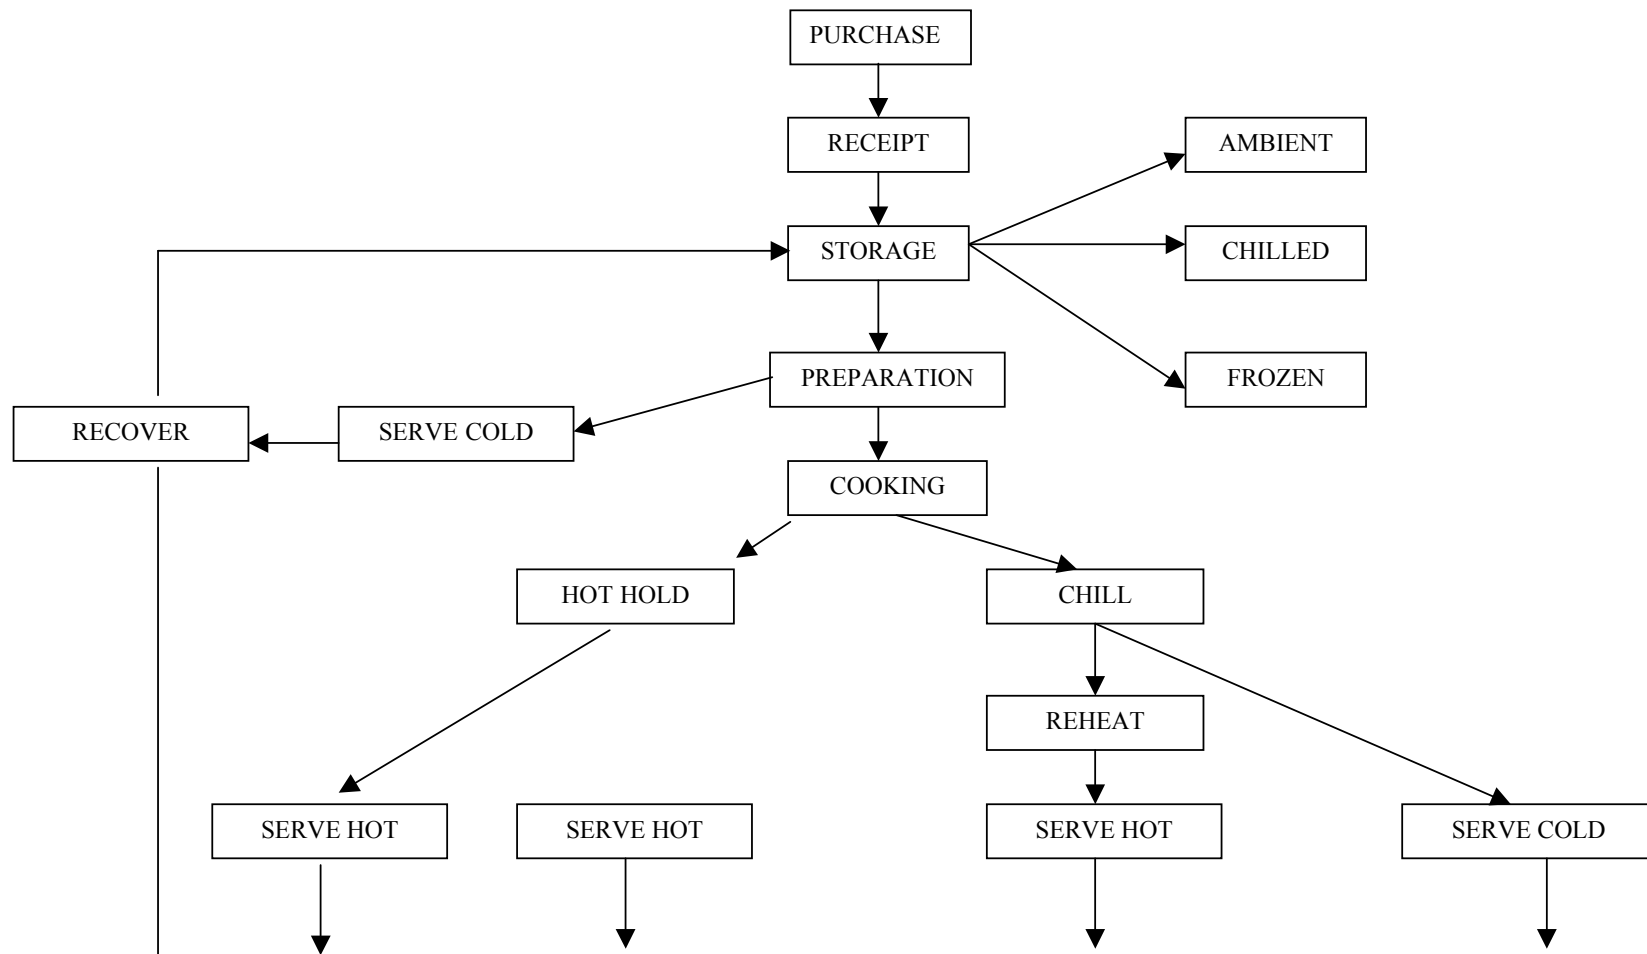 PURCHASE
RECEIPT
AMBIENT
STORAGE
CHILLED
PREPARATION
FROZEN
RECOVER
SERVE COLD
COOKING
HOT HOLD
CHILL
REHEAT
SERVE HOT
SERVE HOT
SERVE HOT
SERVE COLD